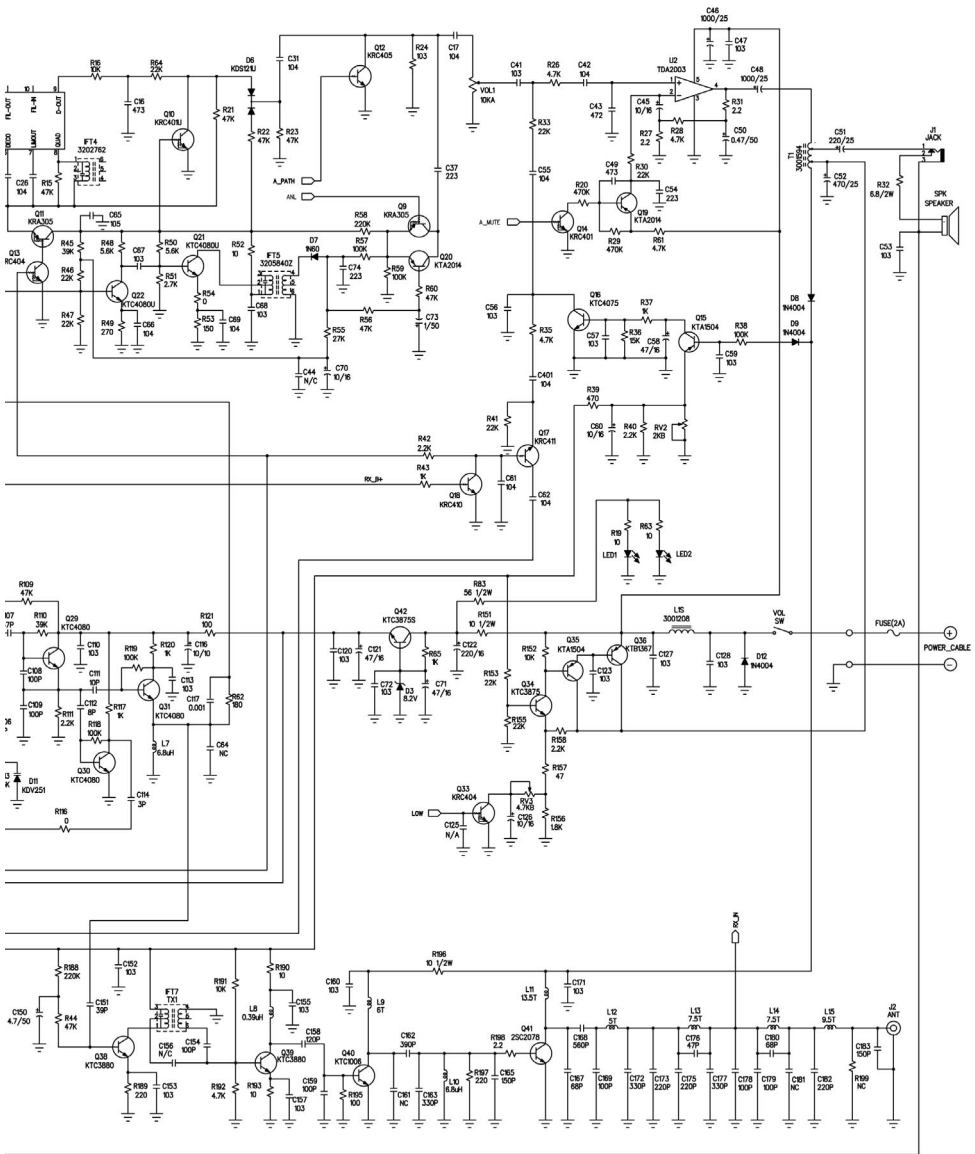 C46
1000/25
C47
103
R16
10K
R64
22K
D6
KDS121U
C31
104
Q12
KRC405
R24
103
C17
104
C41
103
R26
4.7K
C42
104
U2
TDA2003
C48
1000/25
11
10
9
FL-OUT
FL-IN
D-OUT
DECO
LIMOUT
QUAD
7
8
C16
473
Q10
KRC401U
R21
47K
VOL1
10KA
1
2
3
4
5
C45
10/16
R31
2.2
C43
472
R27
2.2
R28
4.7K
C50
0.47/50
C51
220/25
J1
JACK
IFT4
3202762
R22
47K
R23
47K
R33
22K
T1
3001694
C52
470/25
R32
6.8/2W
SPK
SPEAKER
C26
104
R15
47K
A_PATH
ANL
C37
223
C55
104
C49
473
R30
22K
C54
223
R20
470K
Q11
KRA305
C65
105
Q9
KRA305
A_MUTE
Q14
KRC401
Q19
KTA2014
R29
470K
R61
4.7K
C53
103
Q13
KRC404
R45
39K
R48
5.6K
C67
103
R50
5.6K
Q21
KTC4080U
R52
10
IFT5
3205840Z
D7
1N60
R58
220K
R57
100K
C74
223
R59
100K
Q20
KTA2014
R46
22K
R51
2.7K
R54
0
R60
47K
R47
22K
Q22
KTC4080U
R49
270
C66
104
R53
150
C69
104
C68
103
R56
47K
C73
1/50
R55
27K
C56
103
Q16
KTC4075
R37
1K
Q15
KTA1504
D8
1N4004
R35
4.7K
C57
103
R36
15K
C58
47/16
R38
100K
D9
1N4004
C59
103
C44
N/C
C70
10/16
C401
104
R39
470
R41
22K
C60
10/16
R40
2.2K
RV2
2KB
R42
2.2K
Q17
KRC411
R43
1K
RX_B+
Q18
KRC410
C61
104
C62
104
R19
10
R63
10
LED1
LED2
R109
47K
R83
56 1/2W
R151
10 1/2W
L1S
3001208
VOL
SW
FUSE(2A)
POWER_CABLE
R110
39K
Q29
KTC4080
R121
100
Q42
KTC3875S
C110
103
R119
100K
R120
1K
C116
10/10
C120
103
C121
47/16
R65
1K
C122
220/16
R152
10K
Q35
KTA1504
Q36
KTB1367
C127
103
C128
103
D12
1N4004
C108
100P
C111
10P
C113
103
C72
103
D3
8.2V
C71
47/16
R153
22K
C123
103
C109
100P
C112
8P
R117
1K
Q31
KTC4080
C117
0.001
R62
180
Q34
KTC3875
R111
2.2K
R118
100K
L7
6.8uH
C64
NC
R155
22K
R158
2.2K
Q30
KTC4080
R157
47
D11
KDV251
C114
3P
Q33
KRC404
RV3
4.7KB
LOW
C125
N/A
C126
10/16
R156
1.8K
R116
0
RX_IN
R188
220K
C152
103
R191
10K
R190
10
R196
10 1/2W
C150
4.7/50
R44
47K
C151
39P
IFT7
TX1
L8
0.39uH
C155
103
C160
103
L9
6T
L11
13.5T
C171
103
L12
5T
L13
7.5T
L14
7.5T
L15
9.5T
J2
ANT
C156
N/C
C154
100P
C158
120P
C162
390P
R198
2.2
Q41
2SC2078
C168
560P
C176
47P
C180
68P
C183
150P
Q38
KTC3880
Q39
KTC3880
Q40
KTC1006
L10
6.8uH
R197
220
C165
150P
R189
220
C153
103
R192
4.7K
R193
10
C157
103
C159
100P
R195
100
C161
NC
C163
330P
C167
68P
C169
100P
C172
330P
C173
220P
C175
220P
C177
330P
C178
100P
C179
100P
C181
NC
C182
220P
R199
NC